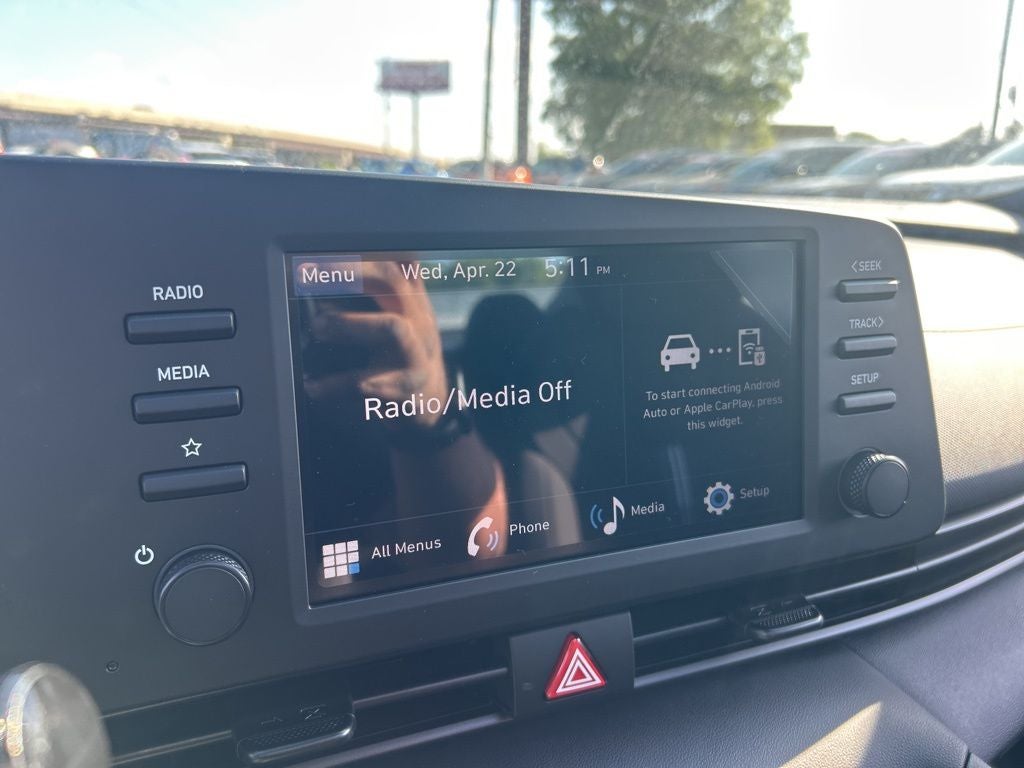 RADIO
MEDIA
Menu
Wed, Apr. 22
5:11 PM
Radio/Media Off
To start connecting Android
Auto or Apple CarPlay, press
this widget.
All Menus
Phone
Media
Setup
<SEEK
TRACK>
SETUP